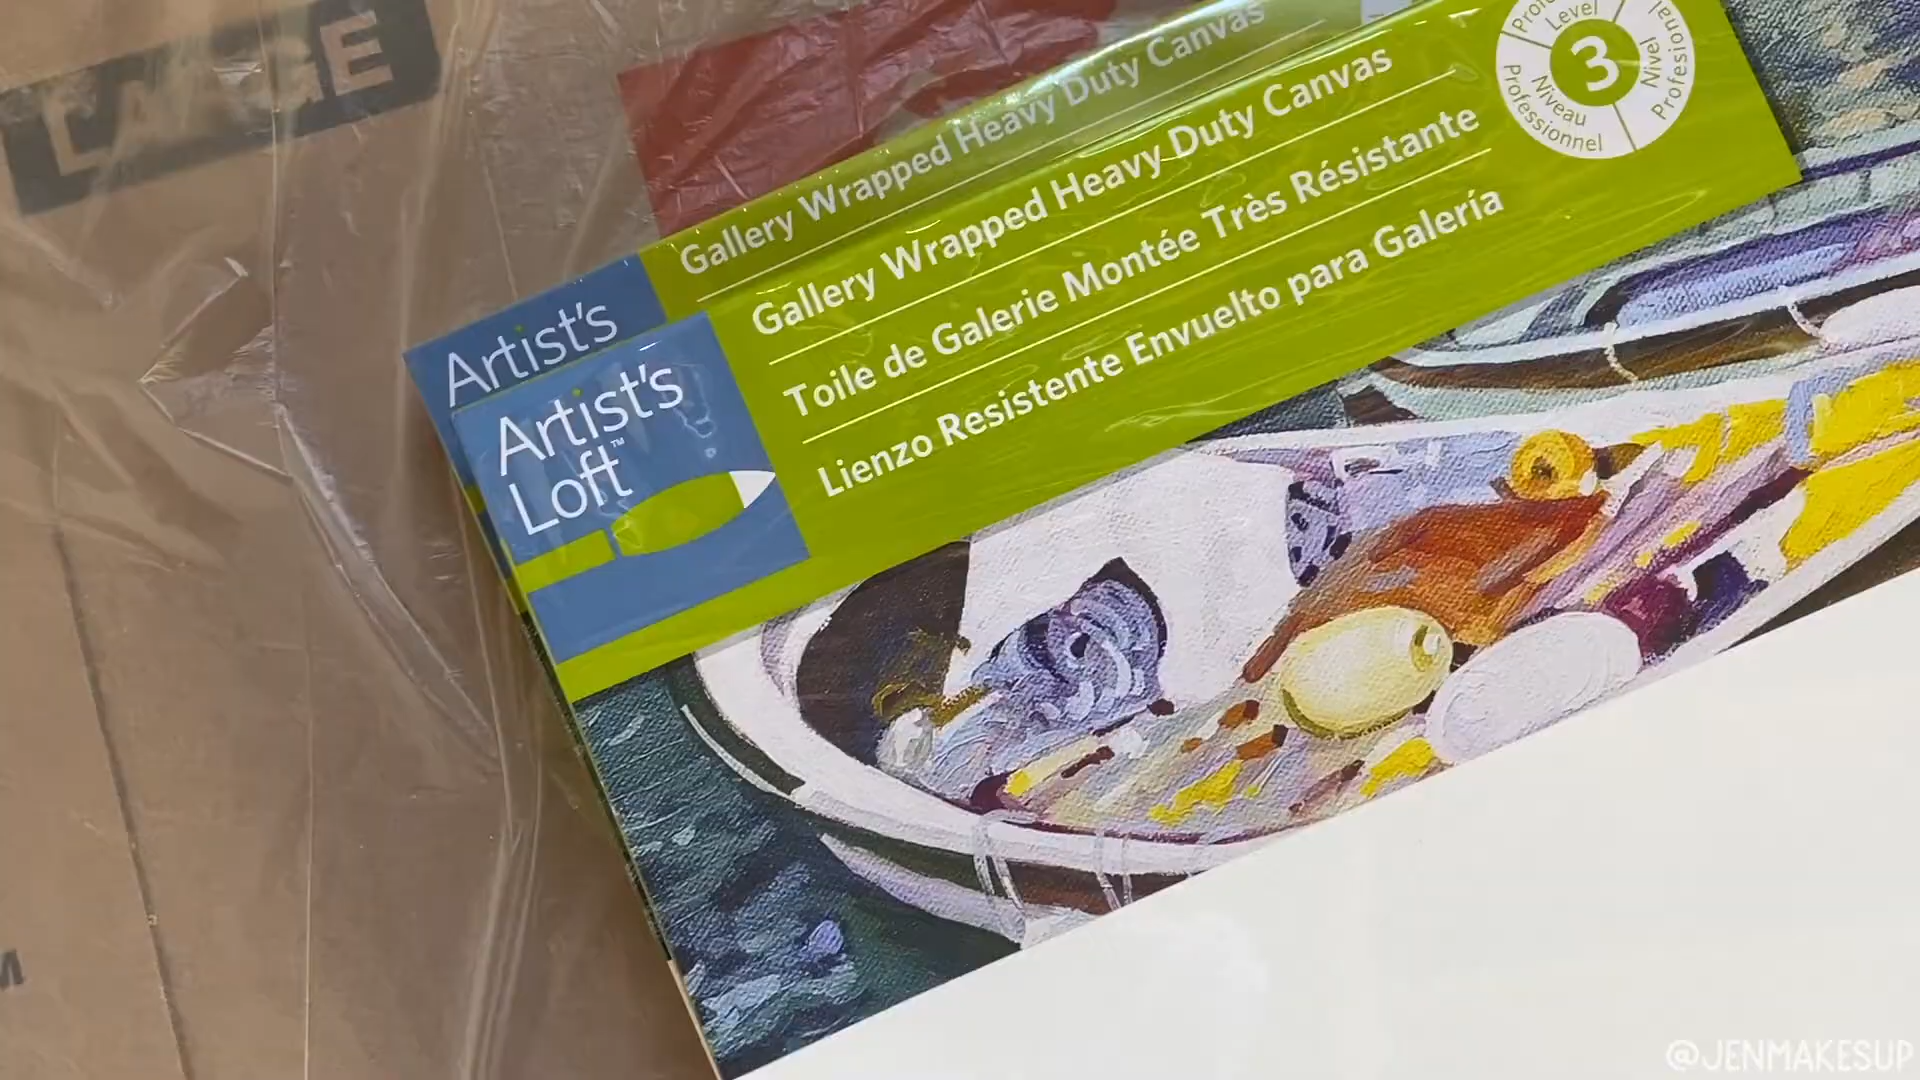 LARGE
Gallery Wrapped Heavy Duty Canvas
Artist's
Gallery Wrapped Heavy Duty Canvas
Toile de Galerie Montée Très Résistante
Lienzo Resistente Envuelto para Galería
Artist's
Loft™
Level
3
Nivel
Profesional
Niveau
Professionnel
@JENMAKESUP